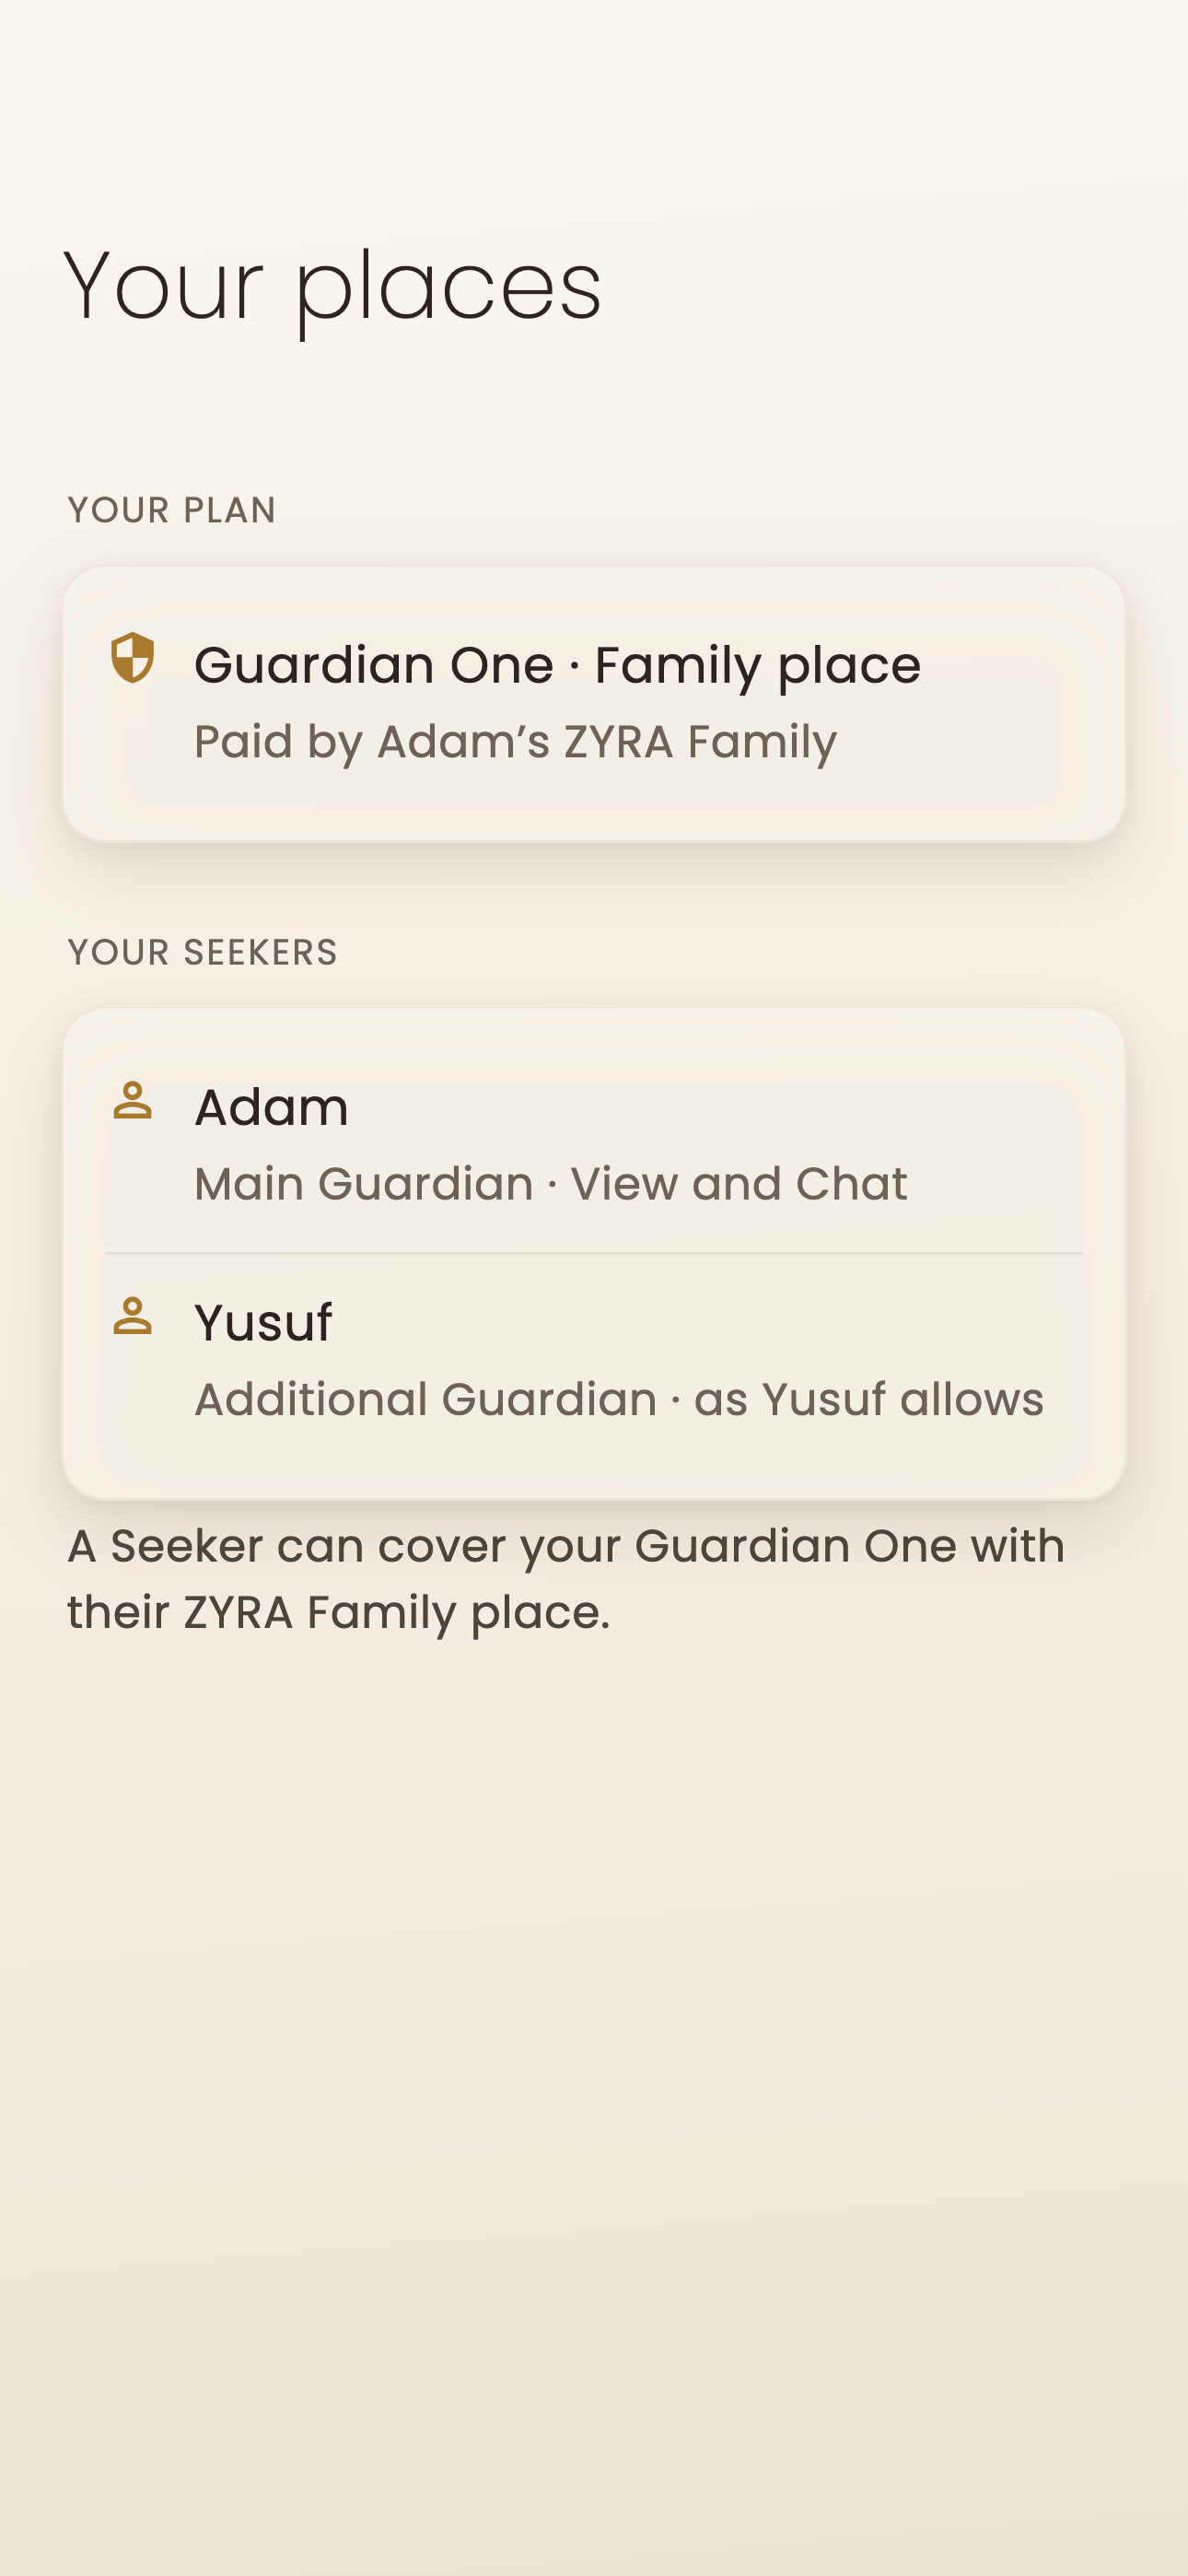 Your places
YOUR PLAN
Guardian One · Family place
Paid by Adam’s ZYRA Family
YOUR SEEKERS
Adam
Main Guardian · View and Chat
Yusuf
Additional Guardian · as Yusuf allows
A Seeker can cover your Guardian One with
their ZYRA Family place.